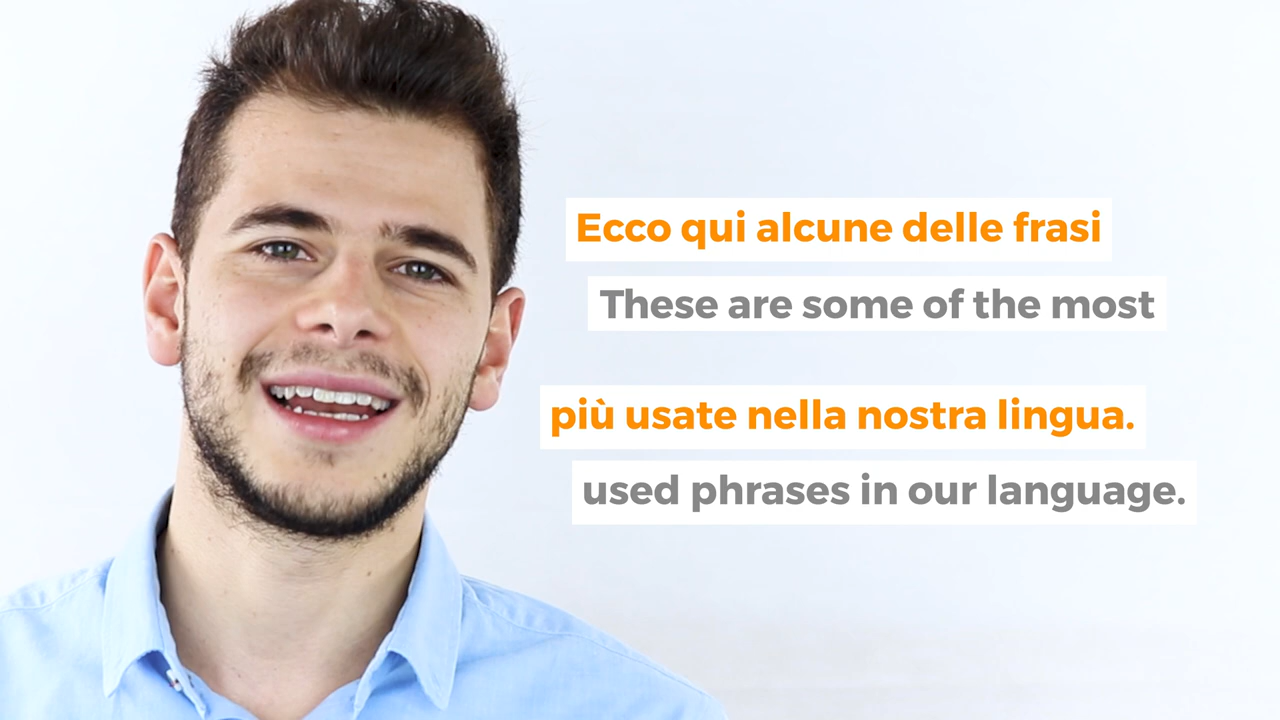 Ecco qui alcune delle frasi
These are some of the most
più usate nella nostra lingua.
used phrases in our language.